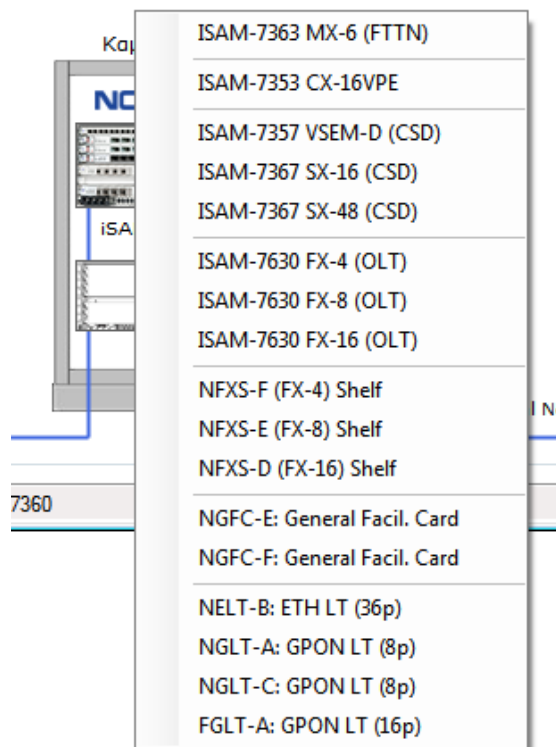 ISAM-7363 MX-6 (FTTN)
ISAM-7353 CX-16VPE
ISAM-7357 VSEM-D (CSD)
ISAM-7367 SX-16 (CSD)
ISAM-7367 SX-48 (CSD)
ISAM-7630 FX-4 (OLT)
ISAM-7630 FX-8 (OLT)
ISAM-7630 FX-16 (OLT)
NFXS-F (FX-4) Shelf
NFXS-E (FX-8) Shelf
NFXS-D (FX-16) Shelf
7360
NGFC-E: General Facil. Card
NGFC-F: General Facil. Card
NELT-B: ETH LT (36p)
NGLT-A: GPON LT (8p)
NGLT-C: GPON LT (8p)
FGLT-A: GPON LT (16p)